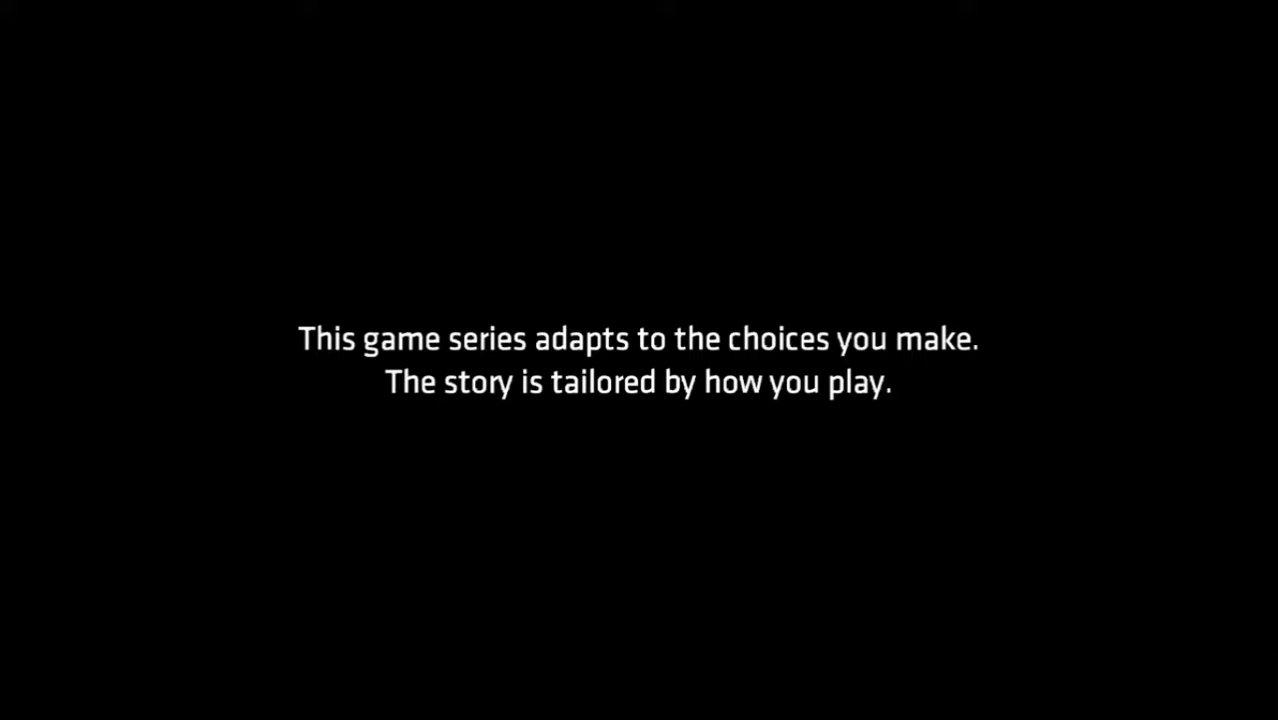 This game series adapts to the choices you make.
The story is tailored by how you play.